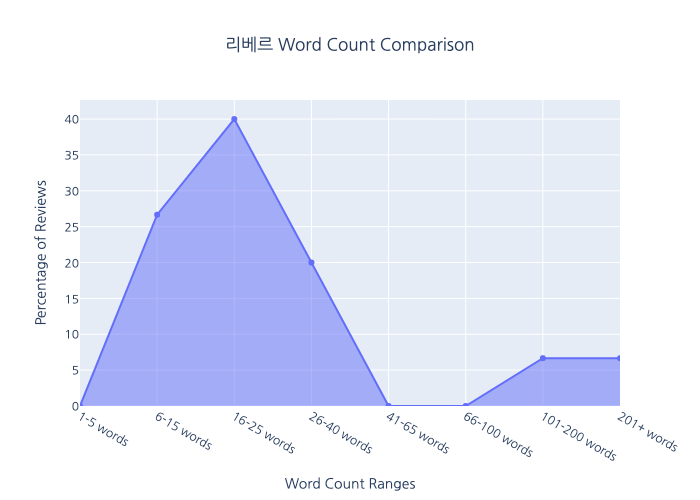 리베르 Word Count Comparison
Percentage of Reviews
40
35
30
25
20
15
10
5
0
1-5 words
6-15 words
16-25 words
26-40 words
41-65 words
66-100 words
101-200 words
201+ words
Word Count Ranges